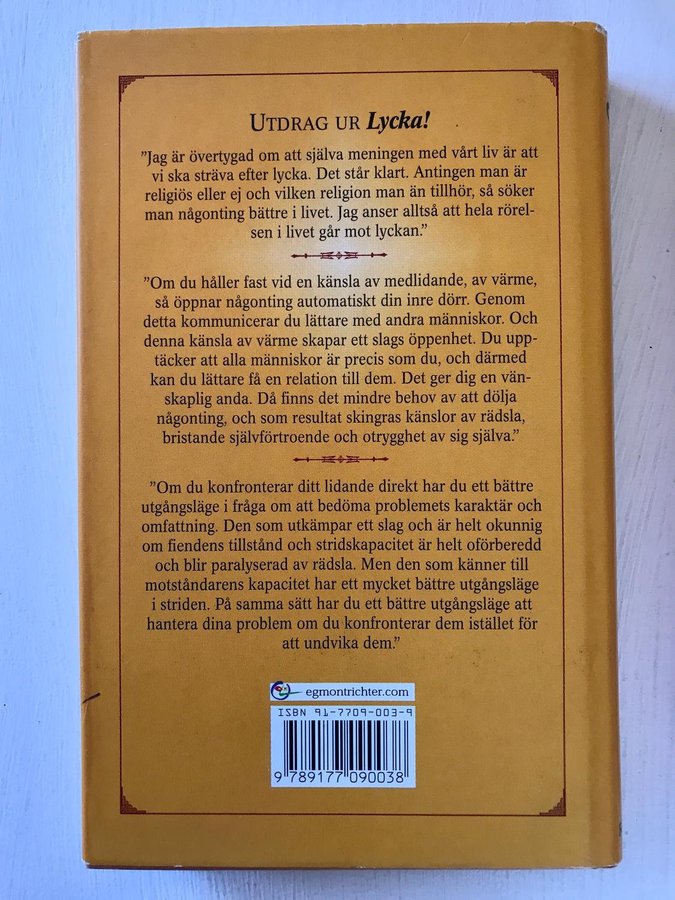 UTDRAG UR Lycka!
”Jag är övertygad om att själva meningen med vårt liv är att
vi ska sträva efter lycka. Det står klart. Antingen man är
religiös eller ej och vilken religion man än tillhör, så söker
man någonting bättre i livet. Jag anser alltså att hela rörel-
sen i livet går mot lyckan.”
”Om du håller fast vid en känsla av medlidande, av värme,
så öppnar någonting automatiskt din inre dörr. Genom
detta kommunicerar du lättare med andra människor. Och
denna känsla av värme skapar ett slags öppenhet. Du upp-
täcker att alla människor är precis som du, och därmed
kan du lättare få en relation till dem. Det ger dig en vän-
skaplig anda. Då finns det mindre behov av att dölja
någonting, och som resultat skingras känslor av rädsla,
bristande självförtroende och otrygghet av sig själva.”
”Om du konfronterar ditt lidande direkt har du ett bättre
utgångsläge i fråga om att bedöma problemets karaktär och
omfattning. Den som utkämpar ett slag och är helt okunnig
om fiendens tillstånd och stridskapacitet är helt oförberedd
och blir paralyserad av rädsla. Men den som känner till
motståndarens kapacitet har ett mycket bättre utgångsläge
i striden. På samma sätt har du ett bättre utgångsläge att
hantera dina problem om du konfronterar dem istället för
att undvika dem.”
egmontrichter.com
ISBN 91-7709-003-9
9 789177 090038